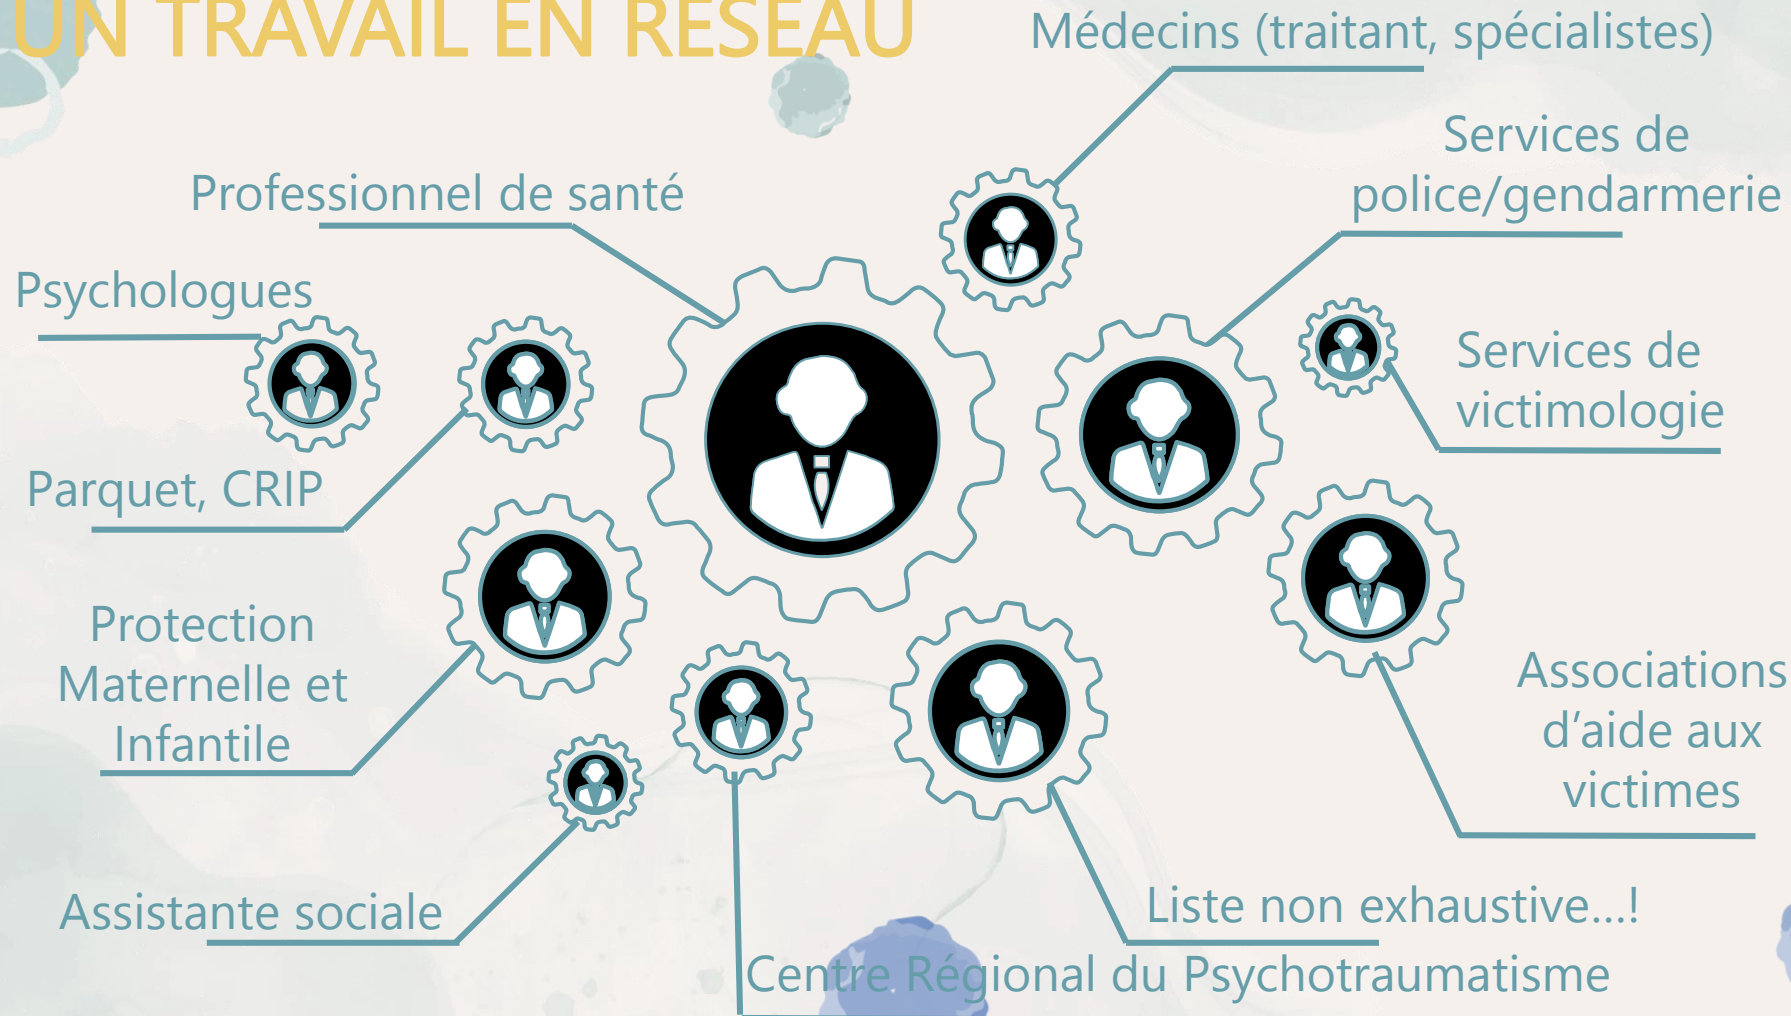 UN TRAVAIL EN RESEAU
Médecins (traitant, spécialistes)
Services de
police/gendarmerie
Professionnel de santé
Psychologues
Services de
victimologie
Parquet, CRIP
Protection
Maternelle et
Infantile
Associations
d’aide aux
victimes
Assistante sociale
Liste non exhaustive...!
Centre Régional du Psychotraumatisme